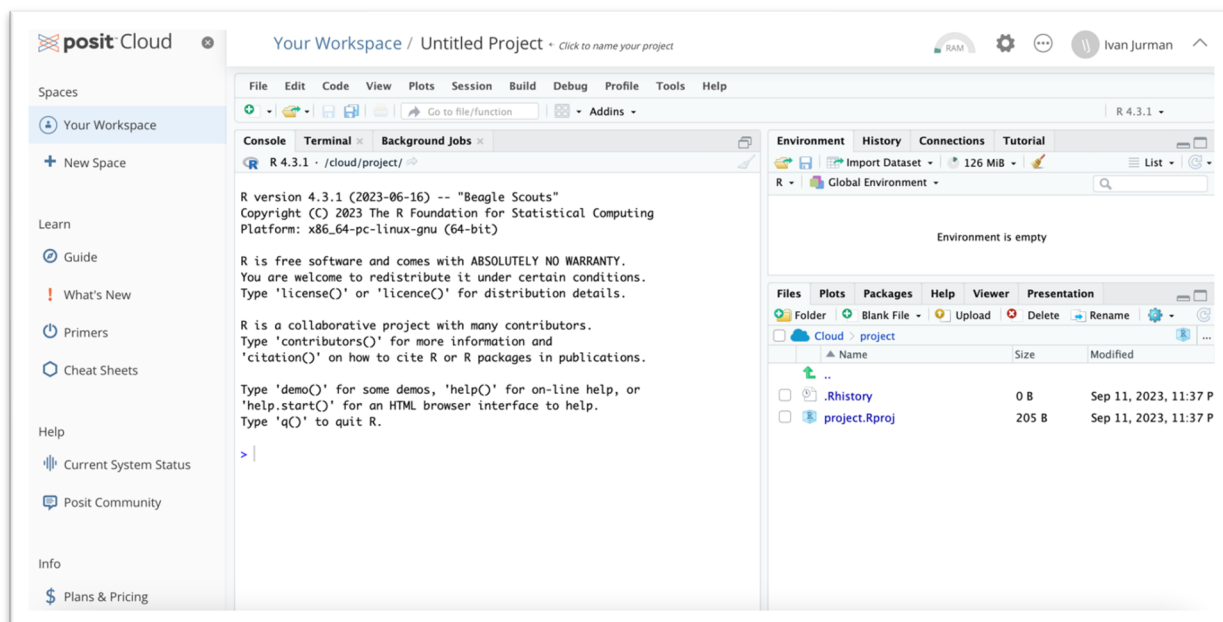 posit Cloud
Your Workspace / Untitled Project
Click to name your project
RAM
Ivan Jurman
Spaces
Your Workspace
New Space
Learn
Guide
What's New
Primers
Cheat Sheets
Help
Current System Status
Posit Community
Info
$ Plans & Pricing
File Edit Code View Plots Session Build Debug Profile Tools Help
Go to file/function
Addins
R 4.3.1
Console Terminal Background Jobs
R 4.3.1 · /cloud/project/
R version 4.3.1 (2023-06-16) -- "Beagle Scouts"
Copyright (C) 2023 The R Foundation for Statistical Computing
Platform: x86_64-pc-linux-gnu (64-bit)
R is free software and comes with ABSOLUTELY NO WARRANTY.
You are welcome to redistribute it under certain conditions.
Type 'license()' or 'licence()' for distribution details.
R is a collaborative project with many contributors.
Type 'contributors()' for more information and
'citation()' on how to cite R or R packages in publications.
Type 'demo()' for some demos, 'help()' for on-line help, or
'help.start()' for an HTML browser interface to help.
Type 'q()' to quit R.
>
Environment History Connections Tutorial
Import Dataset 126 MiB List
R Global Environment
Environment is empty
Files Plots Packages Help Viewer Presentation
Folder Blank File Upload Delete Rename
Cloud > project ...
Name Size Modified
..
.Rhistory 0 B Sep 11, 2023, 11:37 P
project.Rproj 205 B Sep 11, 2023, 11:37 P